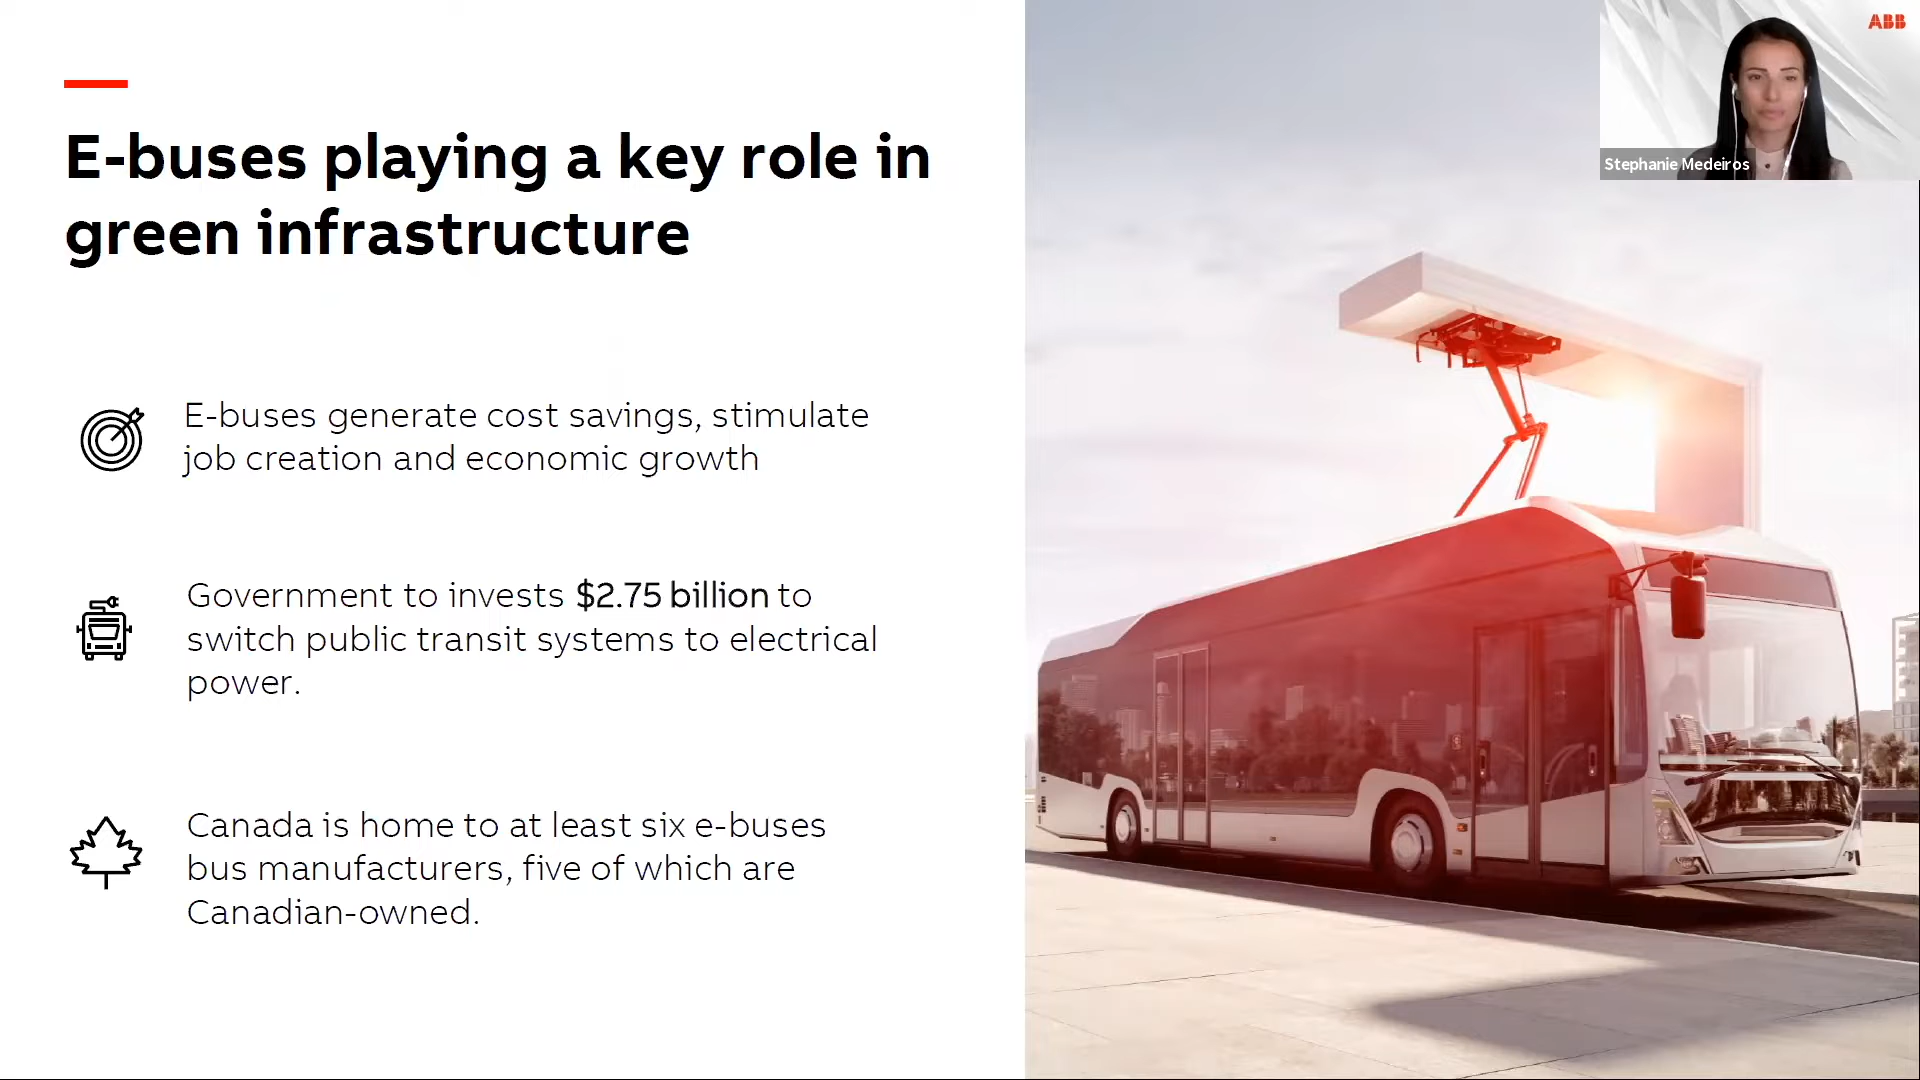 E-buses playing a key role in
green infrastructure
E-buses generate cost savings, stimulate
job creation and economic growth
Government to invests $2.75 billion to
switch public transit systems to electrical
power.
Canada is home to at least six e-buses
bus manufacturers, five of which are
Canadian-owned.
ABB
Stephanie Medeiros